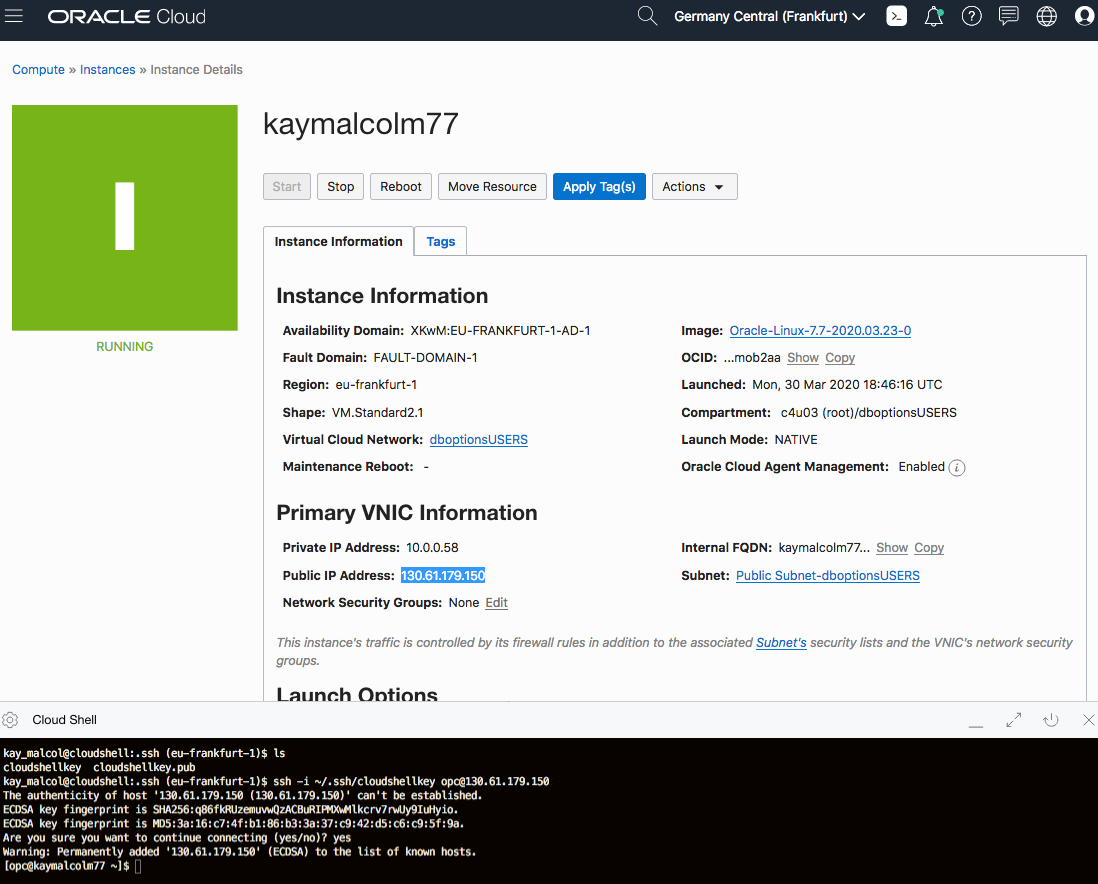 ORACLE Cloud
Germany Central (Frankfurt)
Compute » Instances » Instance Details
I
RUNNING
kaymalcolm77
Start Stop Reboot Move Resource Apply Tag(s) Actions
Instance Information Tags
Instance Information
Availability Domain: XKwM:EU-FRANKFURT-1-AD-1
Fault Domain: FAULT-DOMAIN-1
Region: eu-frankfurt-1
Shape: VM.Standard2.1
Virtual Cloud Network: dboptionsUSERS
Maintenance Reboot: -
Image: Oracle-Linux-7.7-2020.03.23-0
OCID: ...mob2aa Show Copy
Launched: Mon, 30 Mar 2020 18:46:16 UTC
Compartment: c4u03 (root)/dboptionsUSERS
Launch Mode: NATIVE
Oracle Cloud Agent Management: Enabled i
Primary VNIC Information
Private IP Address: 10.0.0.58
Public IP Address: 130.61.179.150
Network Security Groups: None Edit
Internal FQDN: kaymalcolm77... Show Copy
Subnet: Public Subnet-dboptionsUSERS
This instance's traffic is controlled by its firewall rules in addition to the associated Subnet's security lists and the VNIC's network security
groups.
Launch Options
Cloud Shell
kay_malcol@cloudshell:.ssh (eu-frankfurt-1)$ ls
cloudshellkey  cloudshellkey.pub
kay_malcol@cloudshell:.ssh (eu-frankfurt-1)$ ssh -i ~/.ssh/cloudshellkey opc@130.61.179.150
The authenticity of host '130.61.179.150 (130.61.179.150)' can't be established.
ECDSA key fingerprint is SHA256:q86fkRUzemuvwQzACBuRIPMXwMlkcrv7rwUy9IuHyio.
ECDSA key fingerprint is MD5:3a:16:c7:4f:b1:86:b3:3a:37:c9:42:d5:c6:c9:5f:9a.
Are you sure you want to continue connecting (yes/no)? yes
Warning: Permanently added '130.61.179.150' (ECDSA) to the list of known hosts.
[opc@kaymalcolm77 ~]$